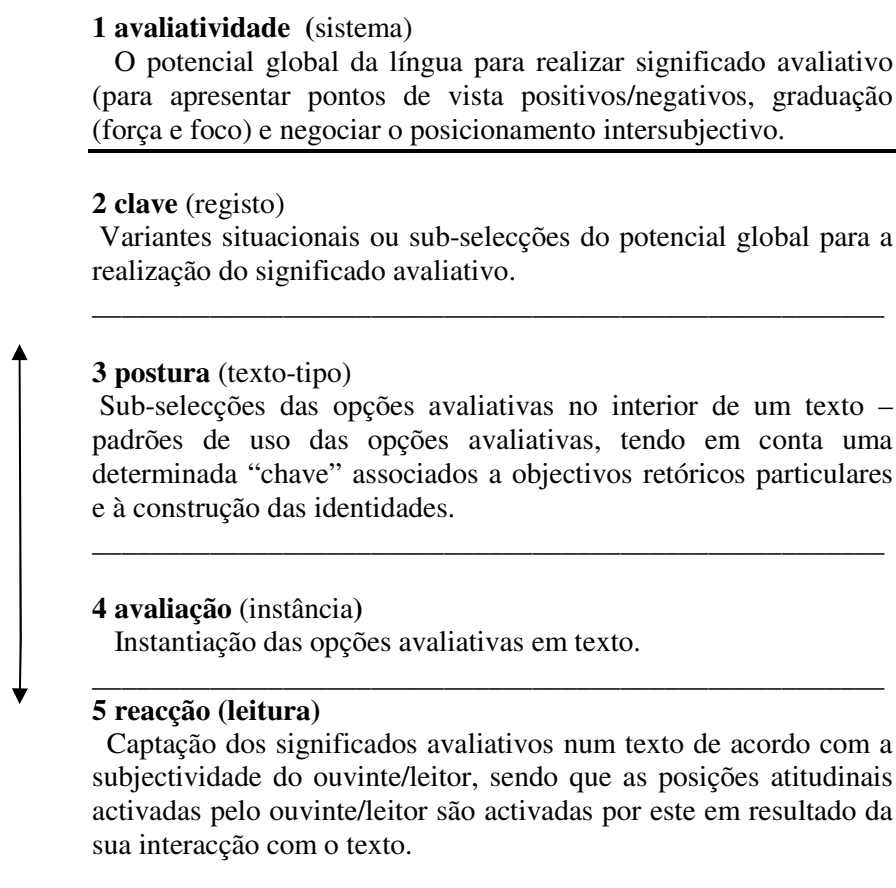 1 avaliatividade (sistema)
O potencial global da língua para realizar significado avaliativo
(para apresentar pontos de vista positivos/negativos, graduação
(força e foco) e negociar o posicionamento intersubjectivo.
2 clave (registo)
Variantes situacionais ou sub-selecções do potencial global para a
realização do significado avaliativo.
3 postura (texto-tipo)
Sub-selecções das opções avaliativas no interior de um texto –
padrões de uso das opções avaliativas, tendo em conta uma
determinada “chave” associados a objectivos retóricos particulares
e à construção das identidades.
4 avaliação (instância)
Instantiação das opções avaliativas em texto.
5 reacção (leitura)
Captação dos significados avaliativos num texto de acordo com a
subjectividade do ouvinte/leitor, sendo que as posições atitudinais
activadas pelo ouvinte/leitor são activadas por este em resultado da
sua interacção com o texto.